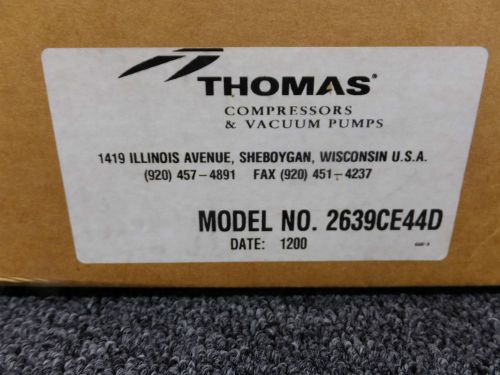 THOMAS®
COMPRESSORS
& VACUUM PUMPS
1419 ILLINOIS AVENUE, SHEBOYGAN, WISCONSIN U.S.A.
(920) 457-4891 FAX (920) 451-4237
MODEL NO. 2639CE44D
DATE: 1200